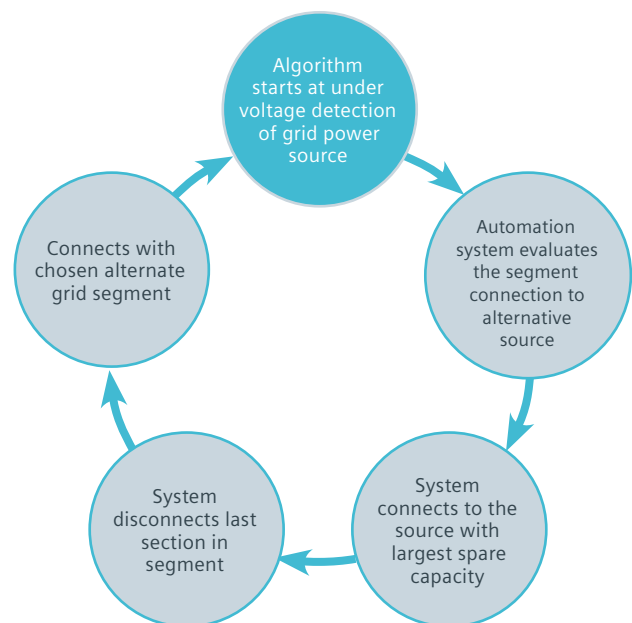 Algorithm
starts at under
voltage detection
of grid power
source
Automation
system evaluates
the segment
connection to
alternative
source
System
connects to the
source with
largest spare
capacity
System
disconnects last
section in
segment
Connects with
chosen alternate
grid segment